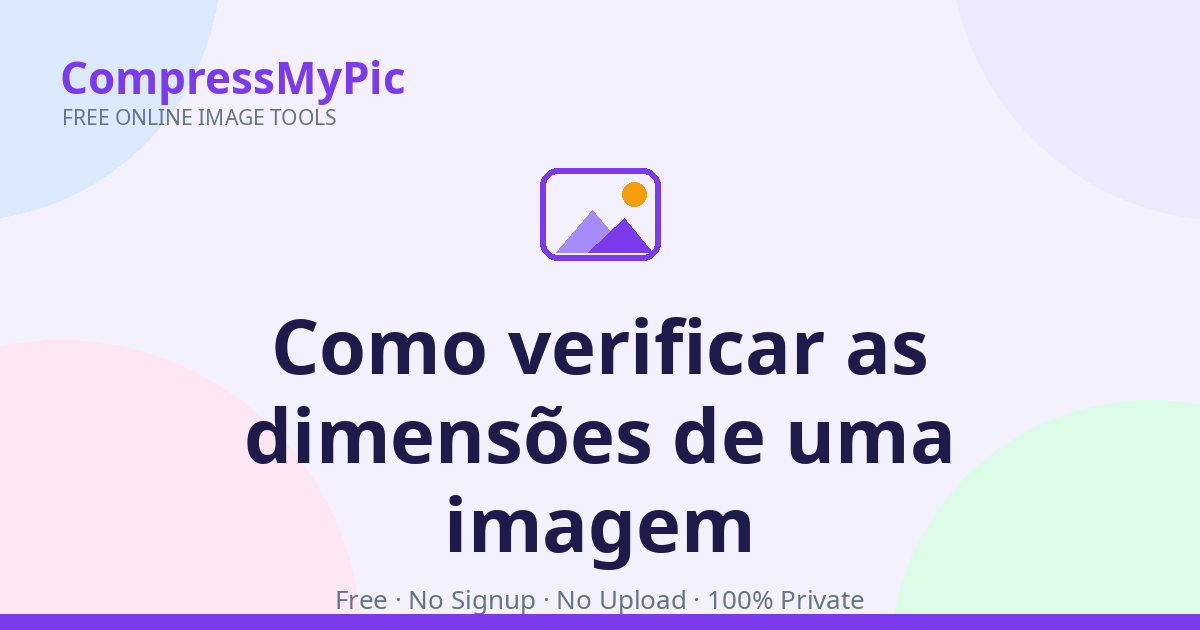 CompressMyPic
FREE ONLINE IMAGE TOOLS
Como verificar as
dimensões de uma
imagem
Free · No Signup · No Upload · 100% Private